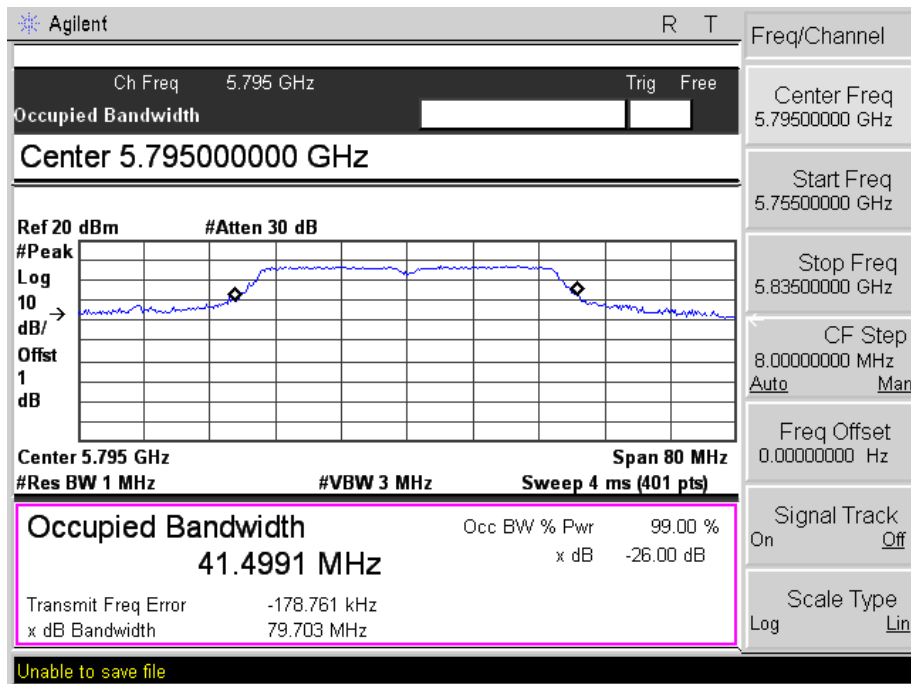 Agilent R T
Ch Freq 5.795 GHz Trig Free
Occupied Bandwidth
Center 5.795000000 GHz
Ref 20 dBm #Atten 30 dB
#Peak
Log
10
dB/
Offst
1
dB
Center 5.795 GHz Span 80 MHz
#Res BW 1 MHz #VBW 3 MHz Sweep 4 ms (401 pts)
Occupied Bandwidth Occ BW % Pwr 99.00 %
41.4991 MHz x dB -26.00 dB
Transmit Freq Error -178.761 kHz
x dB Bandwidth 79.703 MHz
Unable to save file
Freq/Channel
Center Freq
5.79500000 GHz
Start Freq
5.75500000 GHz
Stop Freq
5.83500000 GHz
CF Step
8.00000000 MHz
Auto Man
Freq Offset
0.00000000 Hz
Signal Track
On Off
Scale Type
Log Lin